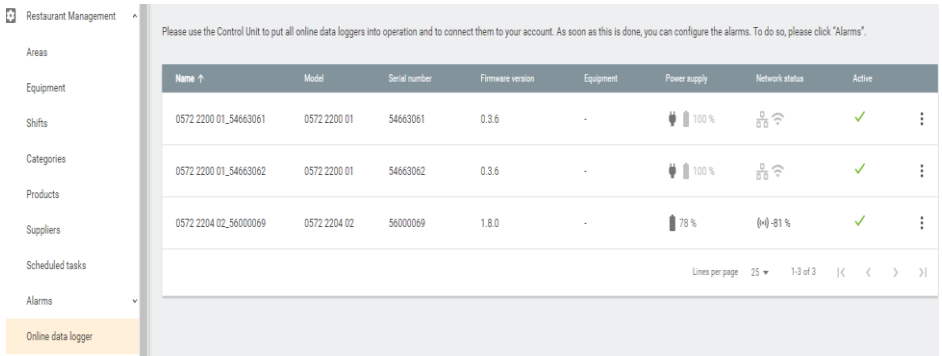 Restaurant Management
Areas
Equipment
Shifts
Categories
Products
Suppliers
Scheduled tasks
Alarms
Online data logger
Please use the Control Unit to put all online data loggers into operation and to connect them to your account. As soon as this is done, you can configure the alarms. To do so, please click "Alarms".
Name ↑ Model Serial number Firmware version Equipment Power supply Network status Active
0572 2200 01_54663061 0572 2200 01 54663061 0.3.6 - 100 %
0572 2200 01_54663062 0572 2200 01 54663062 0.3.6 - 100 %
0572 2204 02_56000069 0572 2204 02 56000069 1.8.0 - 78 % -81 %
Lines per page 25 1-3 of 3